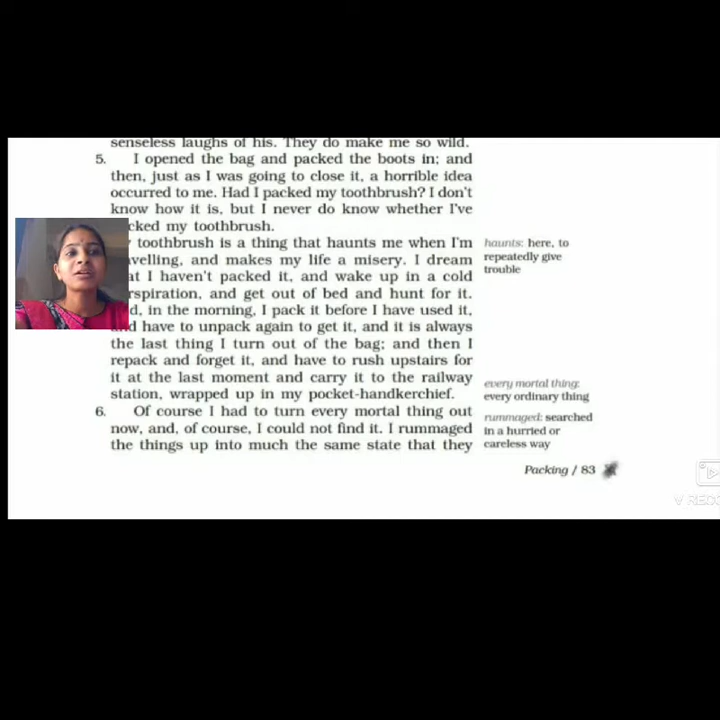 senseless laughs of his. They do make me so wild.
5. I opened the bag and packed the boots in; and
then, just as I was going to close it, a horrible idea
occurred to me. Had I packed my toothbrush? I don't
know how it is, but I never do know whether I've
cked my toothbrush.
toothbrush is a thing that haunts me when I'm
velling, and makes my life a misery. I dream
at I haven't packed it, and wake up in a cold
rspiration, and get out of bed and hunt for it.
d, in the morning, I pack it before I have used it,
d have to unpack again to get it, and it is always
the last thing I turn out of the bag; and then I
repack and forget it, and have to rush upstairs for
it at the last moment and carry it to the railway
station, wrapped up in my pocket-handkerchief.
6. Of course I had to turn every mortal thing out
now, and, of course, I could not find it. I rummaged
the things up into much the same state that they
haunts: here, to
repeatedly give
trouble
every mortal thing:
every ordinary thing
rummaged: searched
in a hurried or
careless way
Packing / 83
V REC